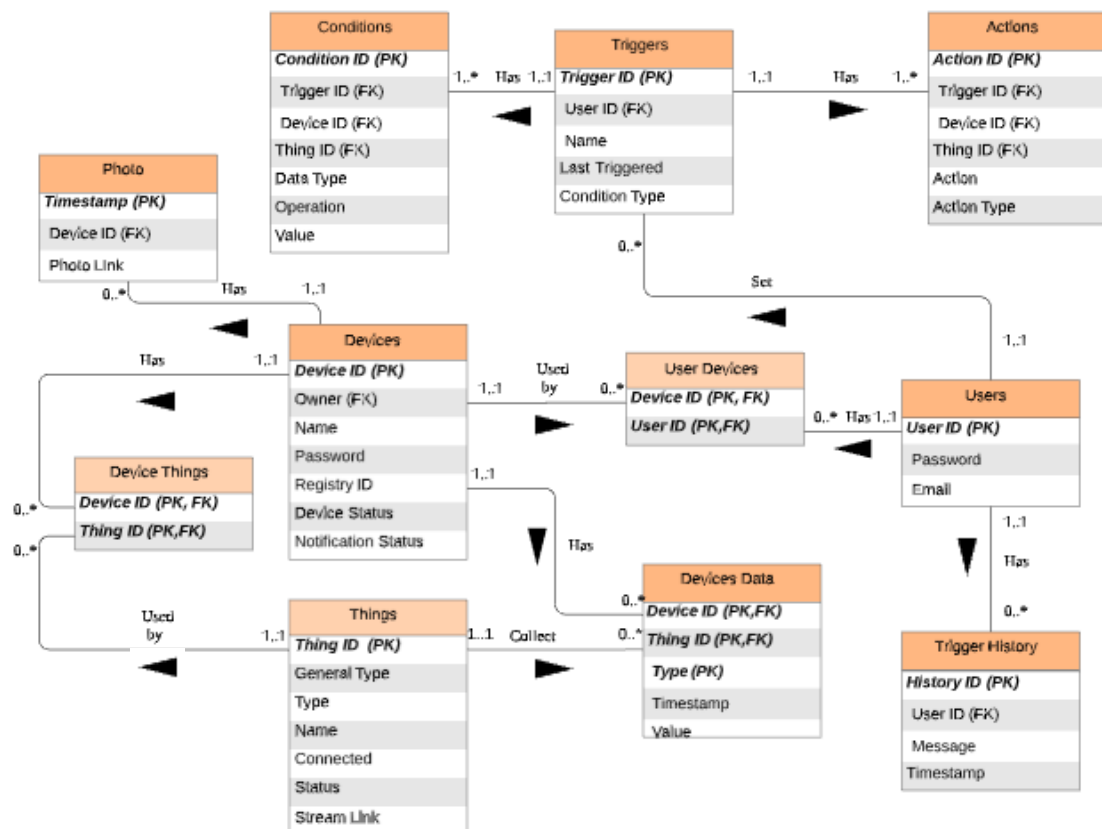 Conditions
Condition ID (PK)
Trigger ID (FK)
Device ID (FK)
Thing ID (FK)
Data Type
Operation
Value
1,.* Has 1,.:1
Triggers
Trigger ID (PK)
User ID (FK)
Name
Last Triggered
Condition Type
1,.:1 Has 1,.*
Actions
Action ID (PK)
Trigger ID (FK)
Device ID (FK)
Thing ID (FK)
Action
Action Type
Photo
Timestamp (PK)
Device ID (FK)
Photo Link
0,.* Has 1,.:1
0,.*
Set
1,.:1
Devices
Device ID (PK)
Owner (FK)
Name
Password
Registry ID
Device Status
Notification Status
Has 1,.:1
1,.:1 Used by 0,.*
User Devices
Device ID (PK, FK)
User ID (PK,FK)
0,.* Has 1,.:1
Users
User ID (PK)
Password
Email
Device Things
Device ID (PK, FK)
Thing ID (PK,FK)
0,.*
0,.*
1,.:1
Has
0,.*
1,.:1
Has
0,.*
Used by 1,.:1
Things
Thing ID (PK)
General Type
Type
Name
Connected
Status
Stream Link
1..1 Collect 0,.*
Devices Data
Device ID (PK,FK)
Thing ID (PK,FK)
Type (PK)
Timestamp
Value
Trigger History
History ID (PK)
User ID (FK)
Message
Timestamp